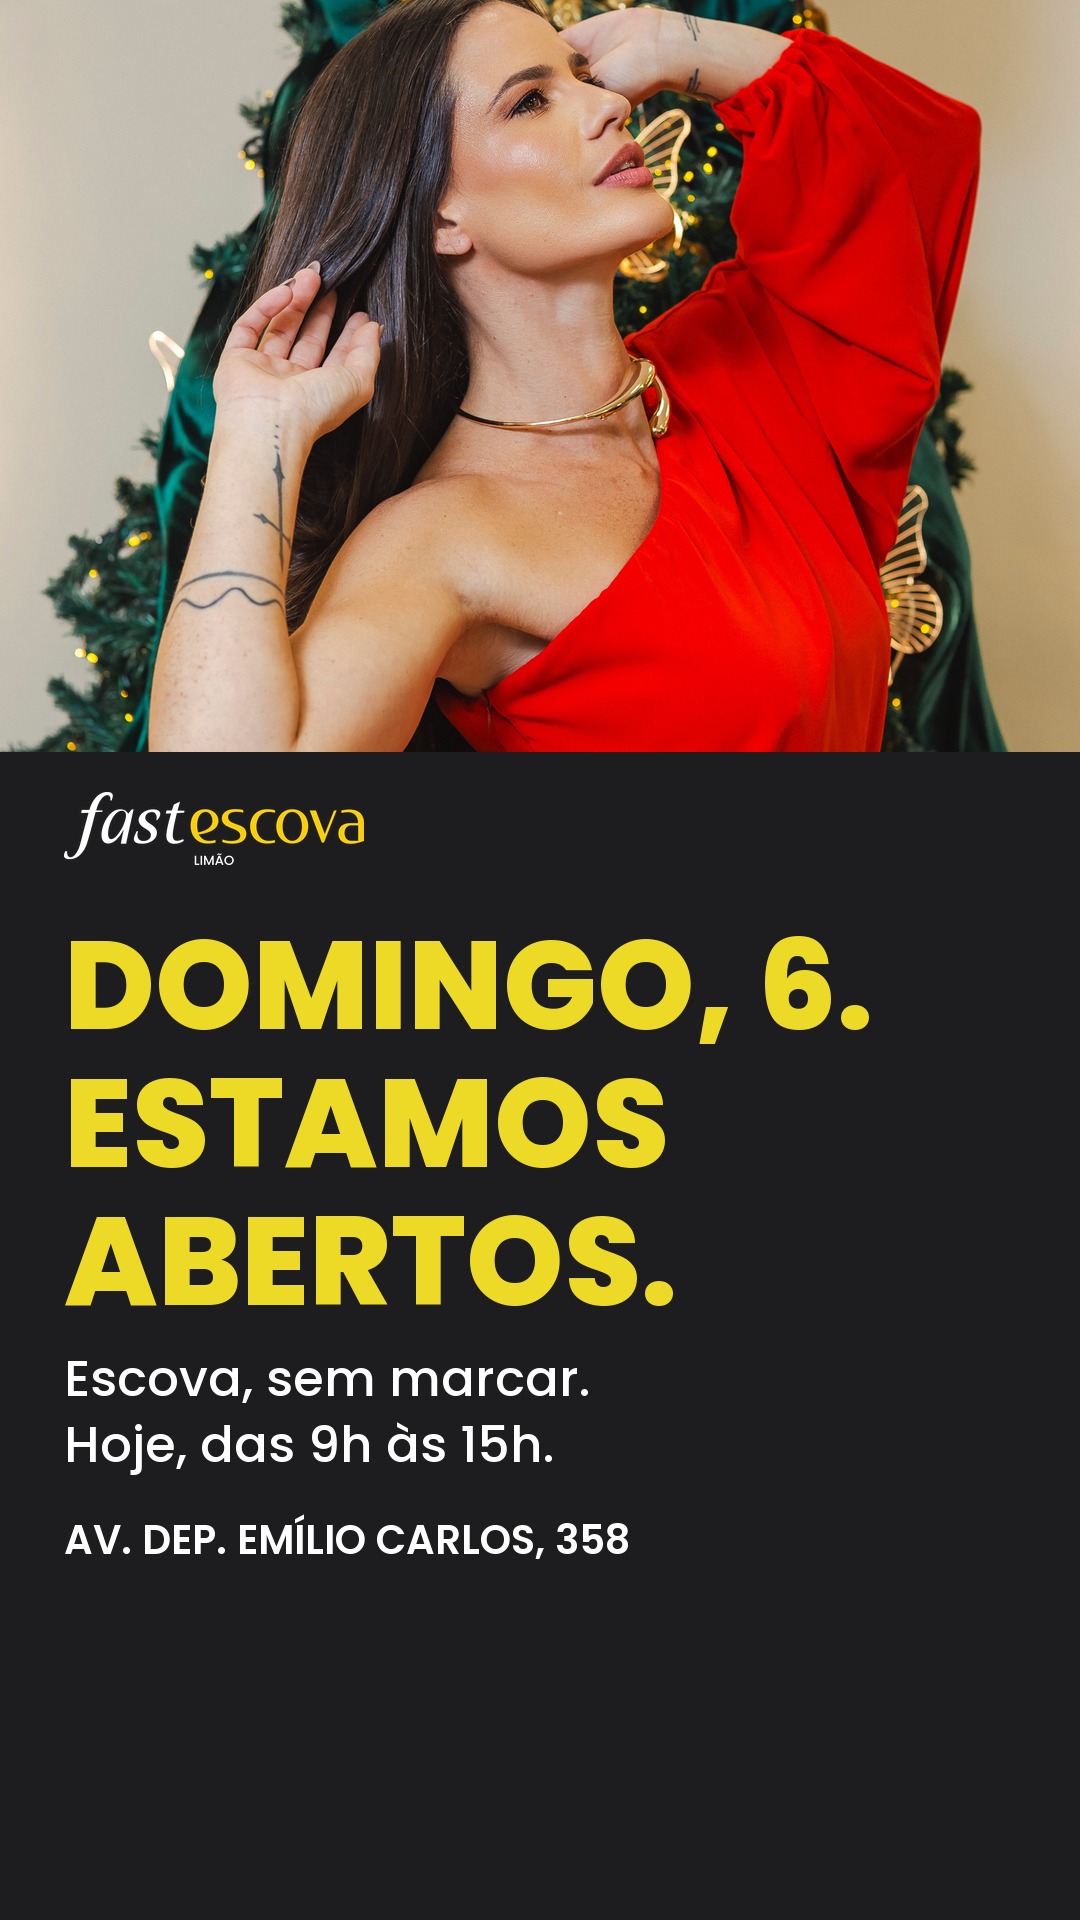 fastescova
LIMÃO
DOMINGO, 6.
ESTAMOS
ABERTOS.
Escova, sem marcar.
Hoje, das 9h às 15h.
AV. DEP. EMÍLIO CARLOS, 358